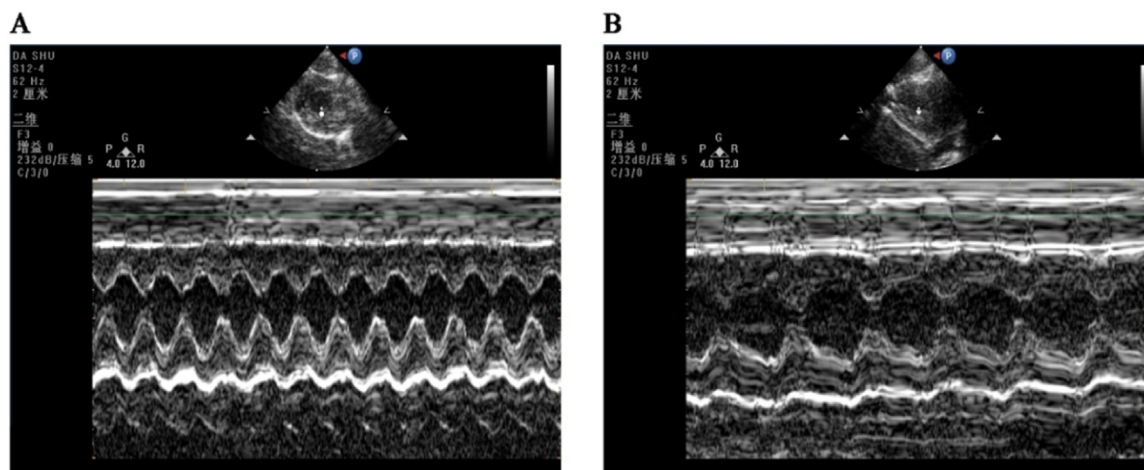 A
DA SHU
S12-4
62 Hz
2 厘米
二维
F3
增益 0
232dB/压缩 5
C/3/0
G
P R
4.0 12.0
P
B
DA SHU
S12-4
62 Hz
2 厘米
二维
F3
增益 0
232dB/压缩 5
C/3/0
G
P R
4.0 12.0
P